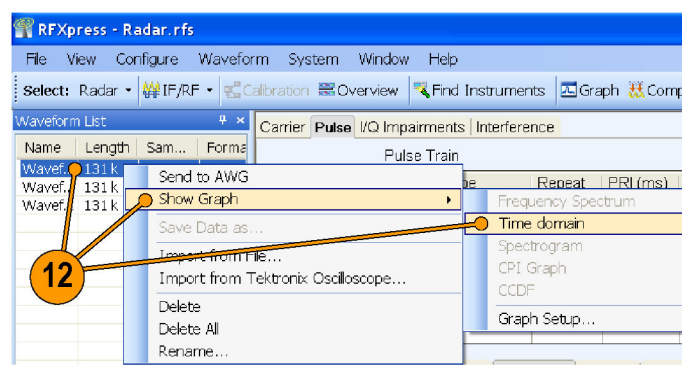 RFXpress - Radar.rfs
File View Configure Waveform System Window Help
Select: Radar IF/RF Calibration Overview Find Instruments Graph Comp
Waveform List
Carrier Pulse I/Q Impairments Interference
Name Length Sam... Forma
Pulse Train
Wavef... 131 k
Wavef... 131 k
Wavef... 131 k
Send to AWG
Show Graph
Save Data as...
Import from File...
Import from Tektronix Oscilloscope...
Delete
Delete All
Rename...
Repeat PRI (ms)
Frequency Spectrum
Time domain
Spectrogram
CPI Graph
CCDF
Graph Setup...
12